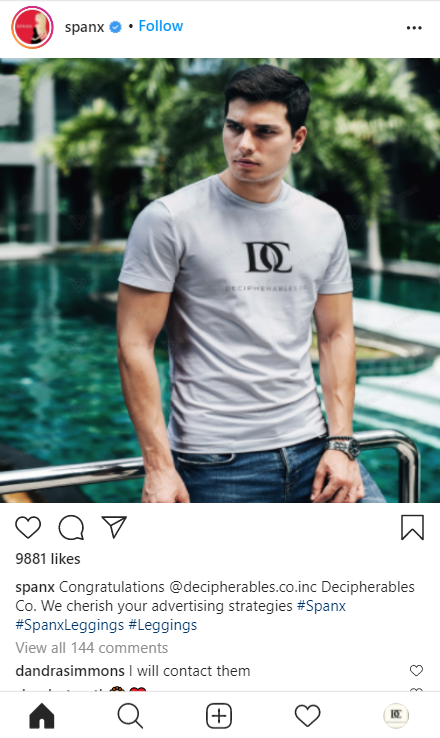 spanx • Follow
DC
DECIPHERABLES CO
9881 likes
spanx Congratulations @decipherables.co.inc Decipherables
Co. We cherish your advertising strategies #Spanx
#SpanxLeggings #Leggings
View all 144 comments
dandrasimmons I will contact them
DC